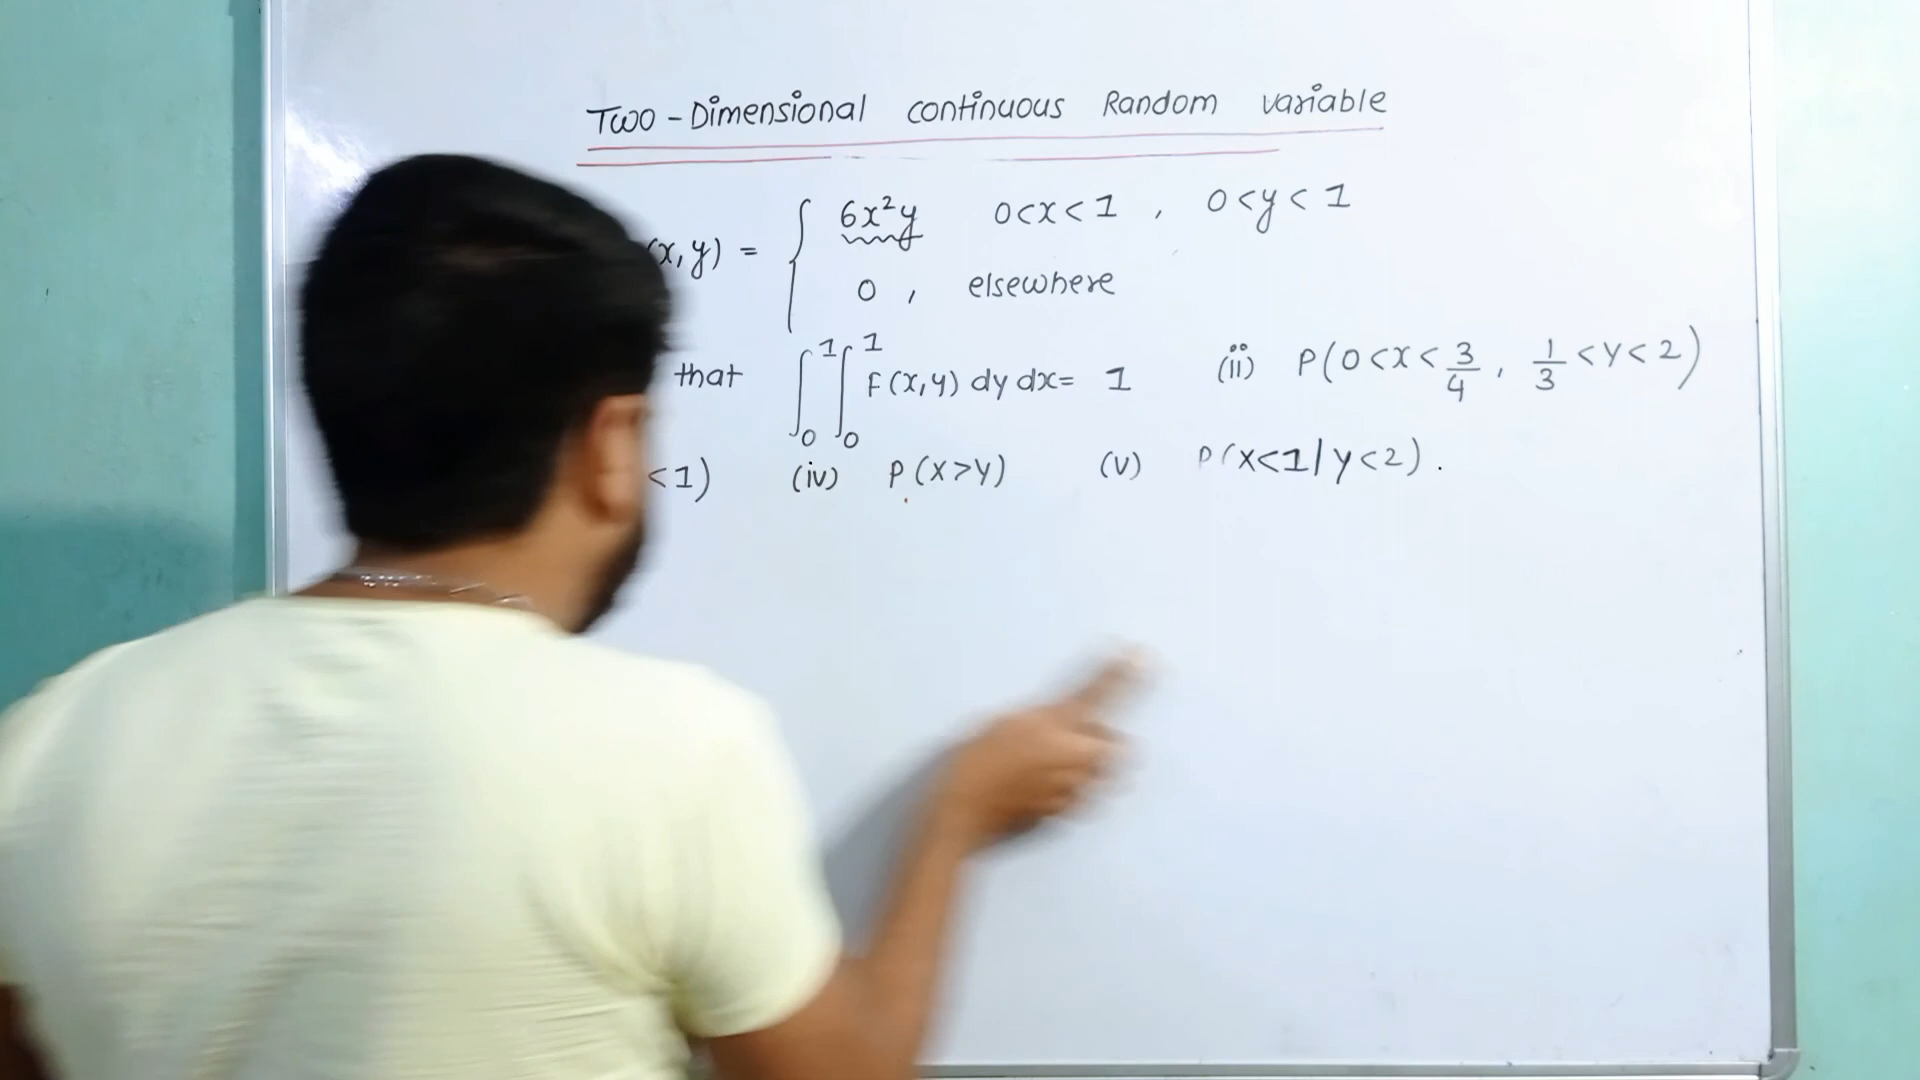 Two-Dimensional continuous Random variable
(x,y) = { 6x²y 0<x<1 , 0<y<1
0 , elsewhere
that ∫₀¹∫₀¹ F(x,y) dy dx = 1 (ii) P(0<x<3/4, 1/3<Y<2)
<1) (iv) P(X>Y) (v) P(X<1/Y<2).